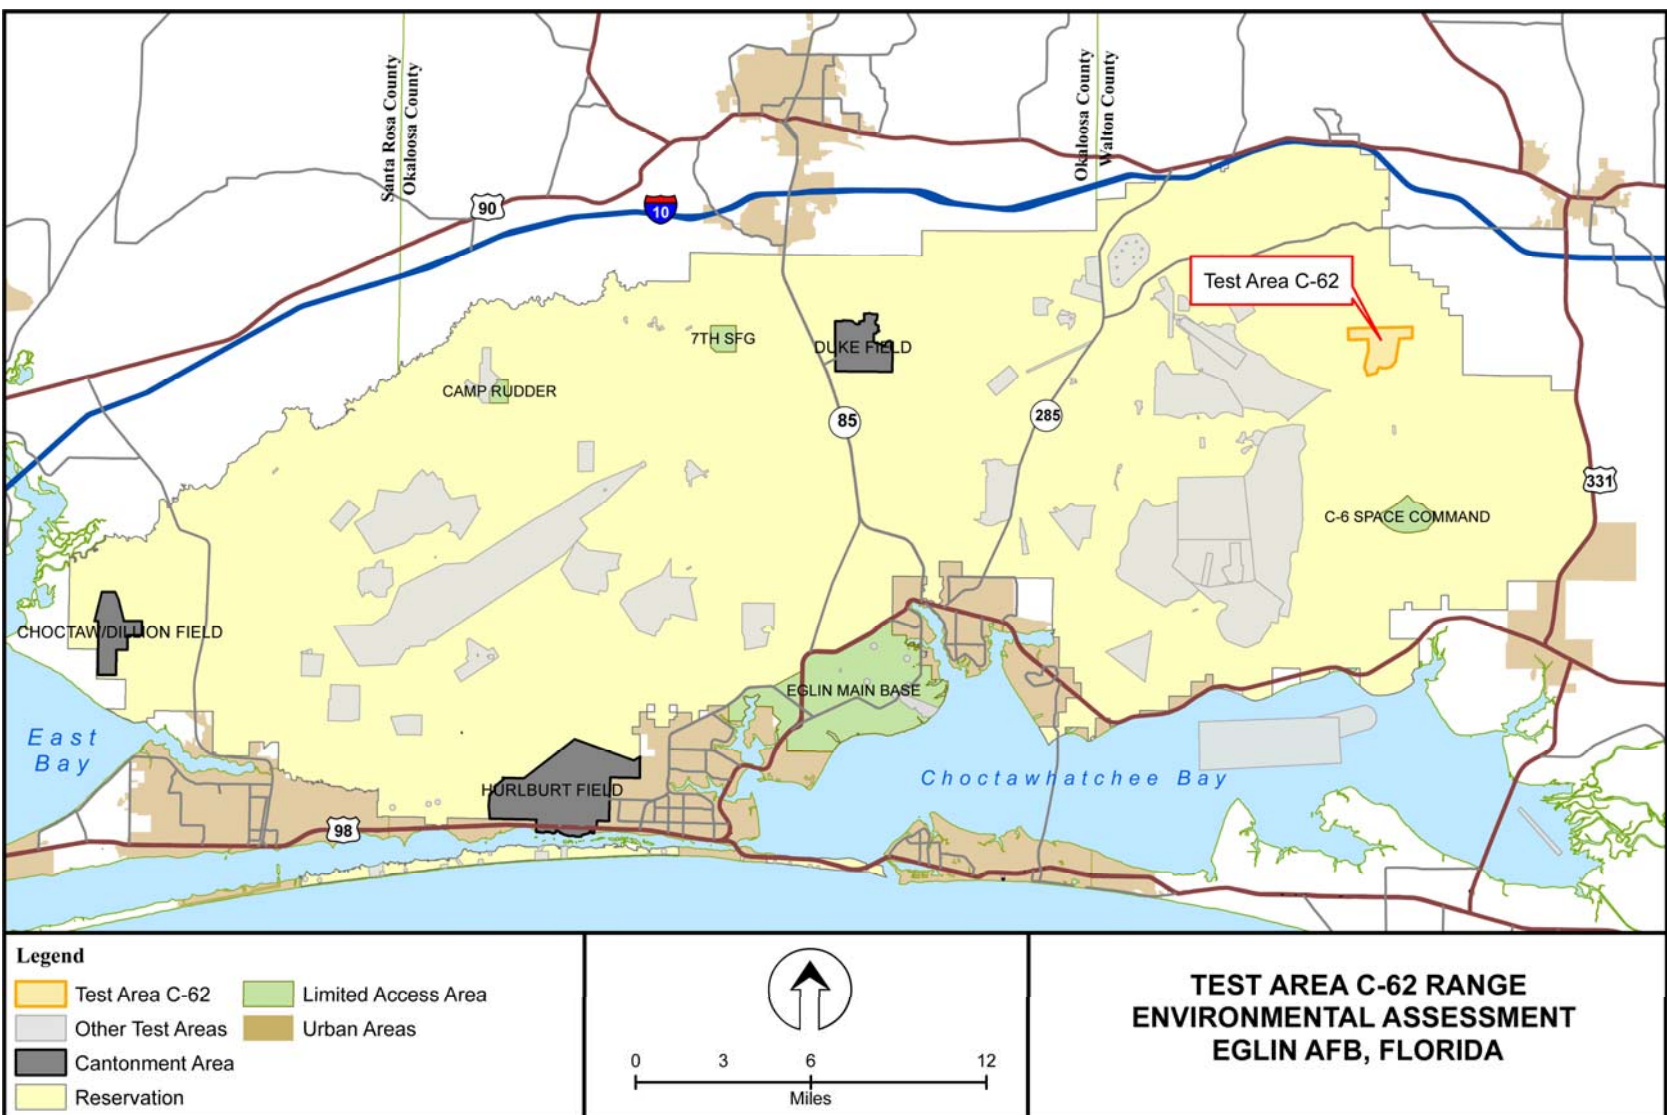 Santa Rosa County
Okaloosa County
Okaloosa County
Walton County
90
10
Test Area C-62
7TH SFG
DUKE FIELD
CAMP RUDDER
85
285
331
C-6 SPACE COMMAND
CHOCTAW/DILLION FIELD
EGLIN MAIN BASE
East
Bay
Choctawhatchee Bay
HURLBURT FIELD
98
Legend
Test Area C-62
Limited Access Area
Other Test Areas
Urban Areas
Cantonment Area
Reservation
0 3 6 12
Miles
TEST AREA C-62 RANGE
ENVIRONMENTAL ASSESSMENT
EGLIN AFB, FLORIDA